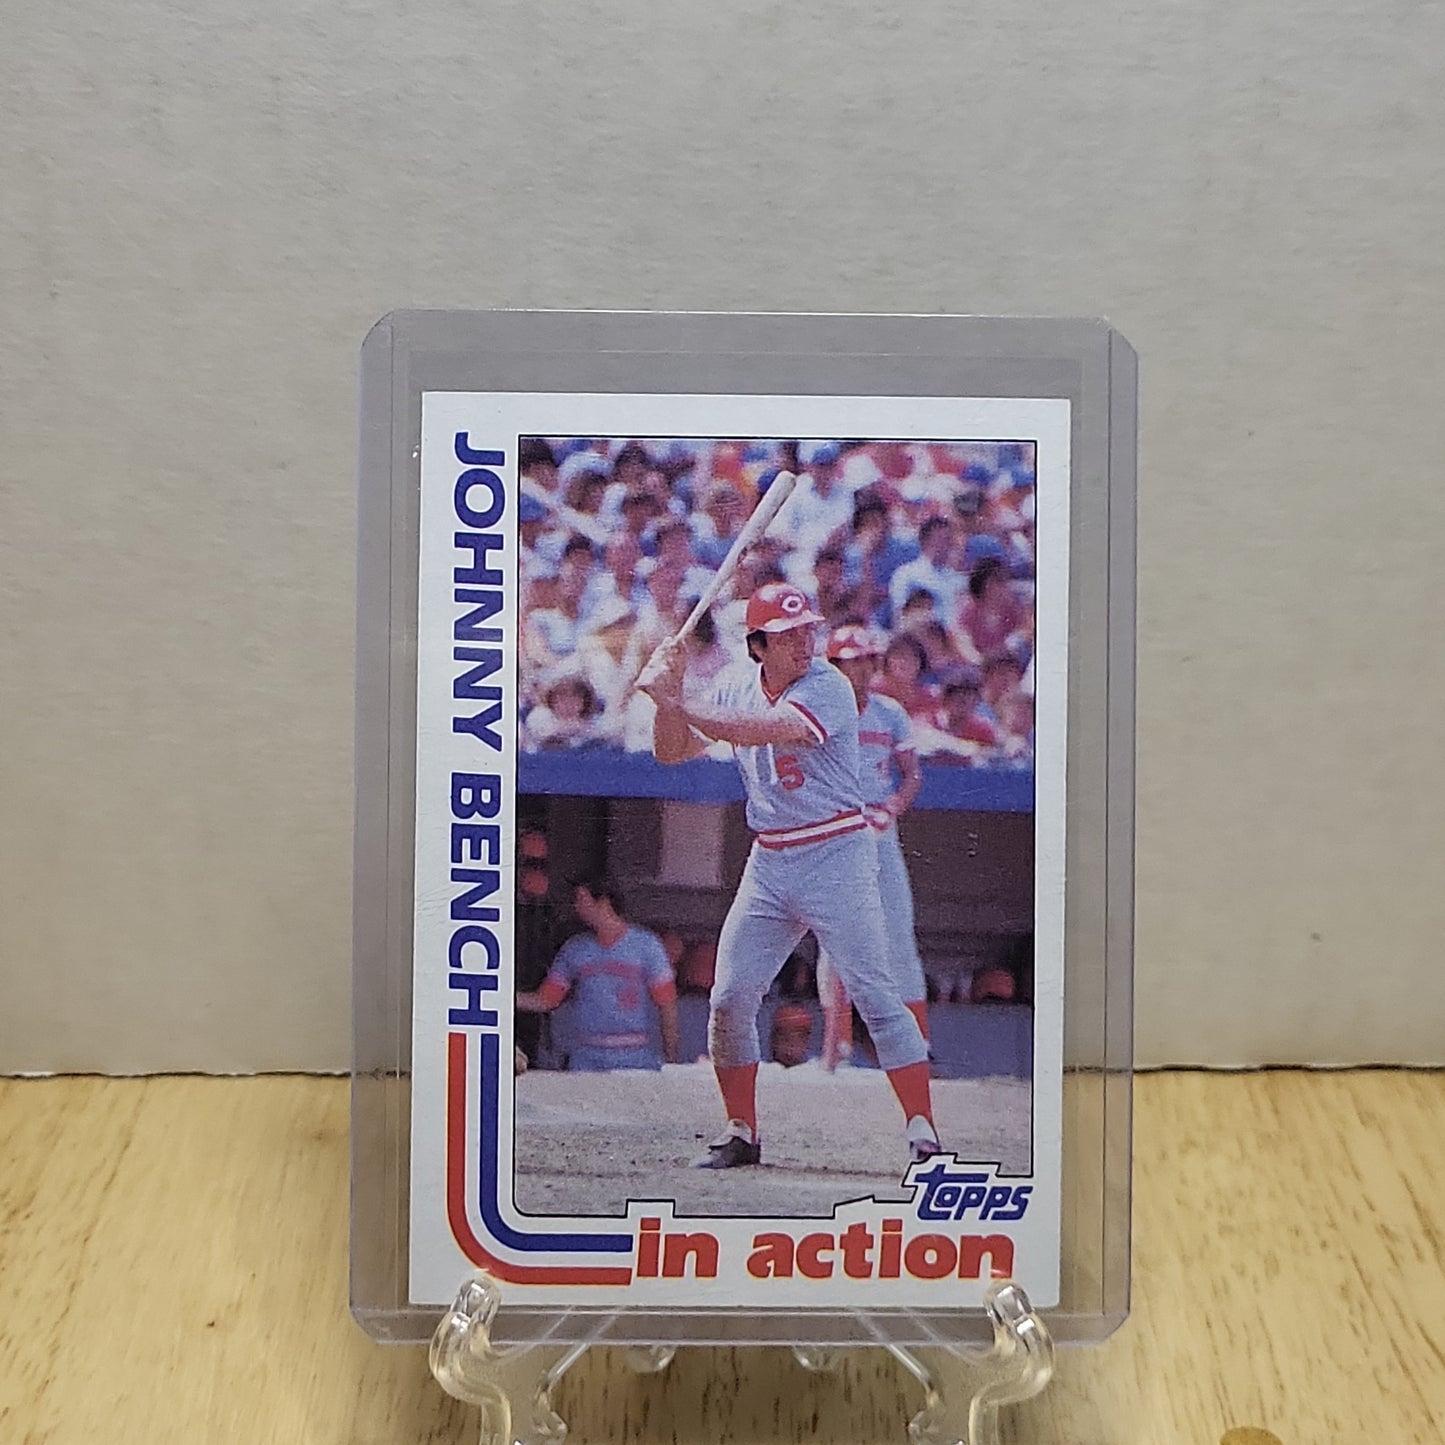 JOHNNY BENCH
C
5
topps
in action